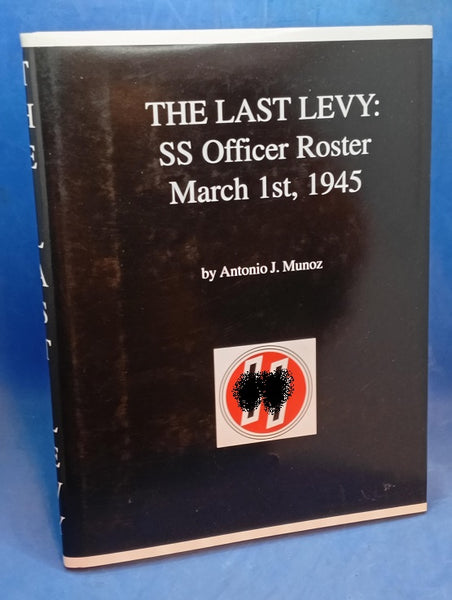 THE LAST LEVY:
SS Officer Roster
March 1st, 1945
by Antonio J. Munoz
THE LAST LEVY